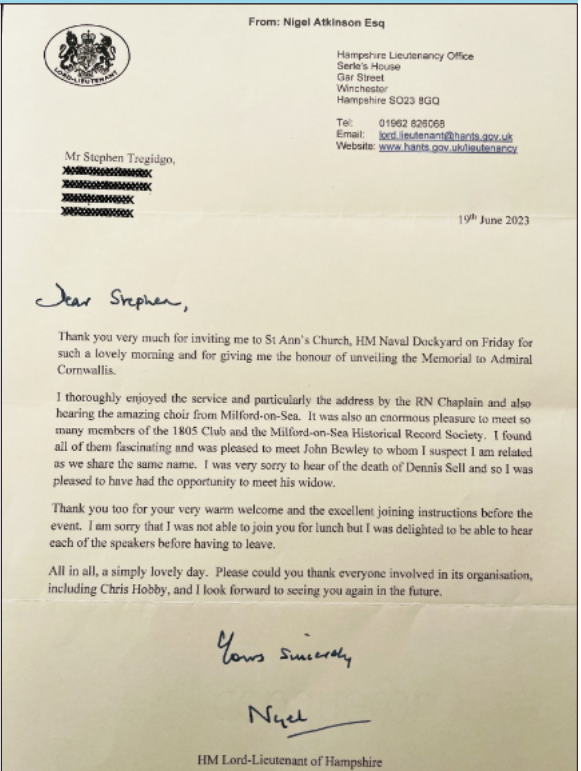 From: Nigel Atkinson Esq
LORD-LIEUTENANT
Hampshire Lieutenancy Office
Serle's House
Gar Street
Winchester
Hampshire SO23 8GQ
Tel: 01962 826068
Email: lord.lieutenant@hants.gov.uk
Website: www.hants.gov.uk/lieutenancy
Mr Stephen Tregidgo,
19th June 2023
Dear Stephen,
Thank you very much for inviting me to St Ann's Church, HM Naval Dockyard on Friday for
such a lovely morning and for giving me the honour of unveiling the Memorial to Admiral
Cornwallis.
I thoroughly enjoyed the service and particularly the address by the RN Chaplain and also
hearing the amazing choir from Milford-on-Sea. It was also an enormous pleasure to meet so
many members of the 1805 Club and the Milford-on-Sea Historical Record Society. I found
all of them fascinating and was pleased to meet John Bewley to whom I suspect I am related
as we share the same name. I was very sorry to hear of the death of Dennis Sell and so I was
pleased to have had the opportunity to meet his widow.
Thank you too for your very warm welcome and the excellent joining instructions before the
event. I am sorry that I was not able to join you for lunch but I was delighted to be able to hear
each of the speakers before having to leave.
All in all, a simply lovely day. Please could you thank everyone involved in its organisation,
including Chris Hobby, and I look forward to seeing you again in the future.
Yours sincerely
Nigel
HM Lord-Lieutenant of Hampshire